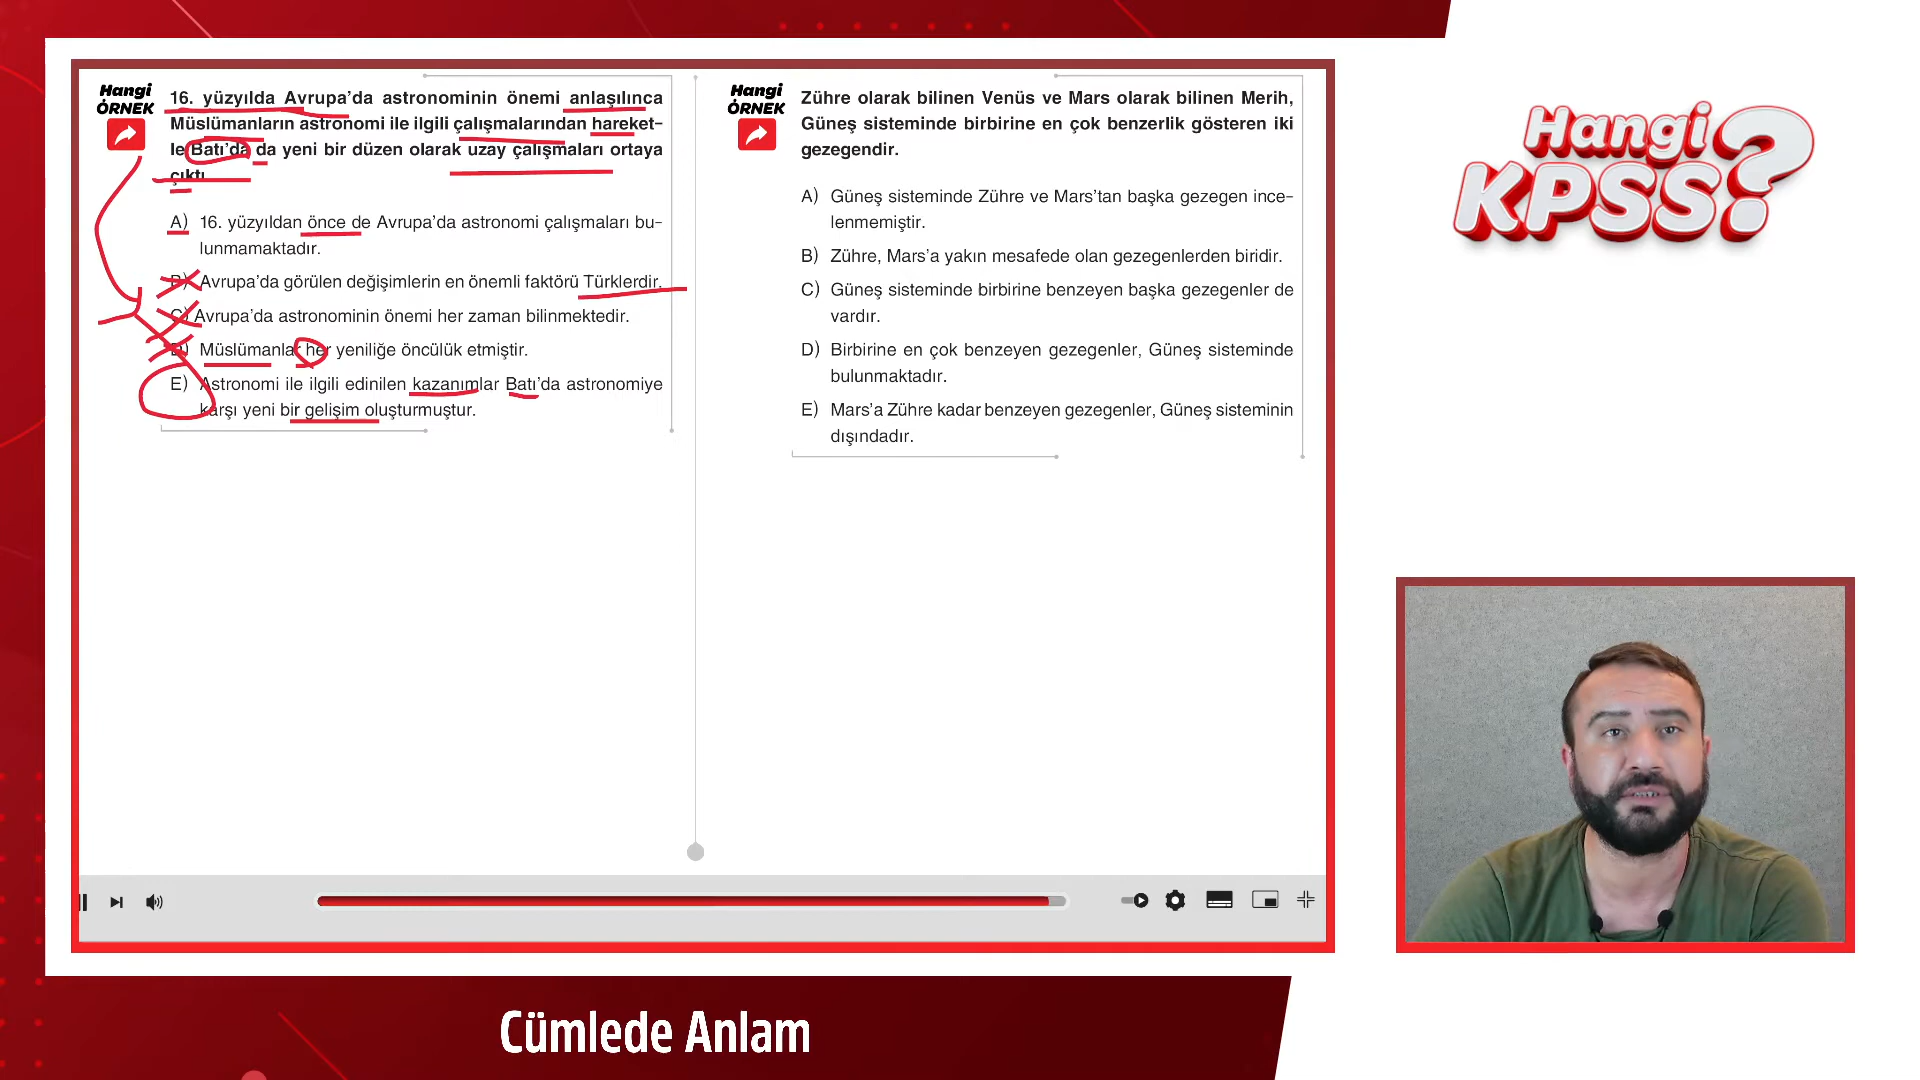 Hangi
ÖRNEK
16. yüzyılda Avrupa'da astronominin önemi anlaşılınca
Müslümanların astronomi ile ilgili çalışmalarından hareket-
le Batı'da da yeni bir düzen olarak uzay çalışmaları ortaya
çıktı.
A) 16. yüzyıldan önce de Avrupa'da astronomi çalışmaları bu-
lunmamaktadır.
B) Avrupa'da görülen değişimlerin en önemli faktörü Türklerdir.
C) Avrupa'da astronominin önemi her zaman bilinmektedir.
D) Müslümanlar her yeniliğe öncülük etmiştir.
E) Astronomi ile ilgili edinilen kazanımlar Batı'da astronomiye
karşı yeni bir gelişim oluşturmuştur.
Hangi
ÖRNEK
Zühre olarak bilinen Venüs ve Mars olarak bilinen Merih,
Güneş sisteminde birbirine en çok benzerlik gösteren iki
gezegendir.
A) Güneş sisteminde Zühre ve Mars'tan başka gezegen ince-
lenmemiştir.
B) Zühre, Mars'a yakın mesafede olan gezegenlerden biridir.
C) Güneş sisteminde birbirine benzeyen başka gezegenler de
vardır.
D) Birbirine en çok benzeyen gezegenler, Güneş sisteminde
bulunmaktadır.
E) Mars'a Zühre kadar benzeyen gezegenler, Güneş sisteminin
dışındadır.
Hangi
KPSS?
Cümlede Anlam